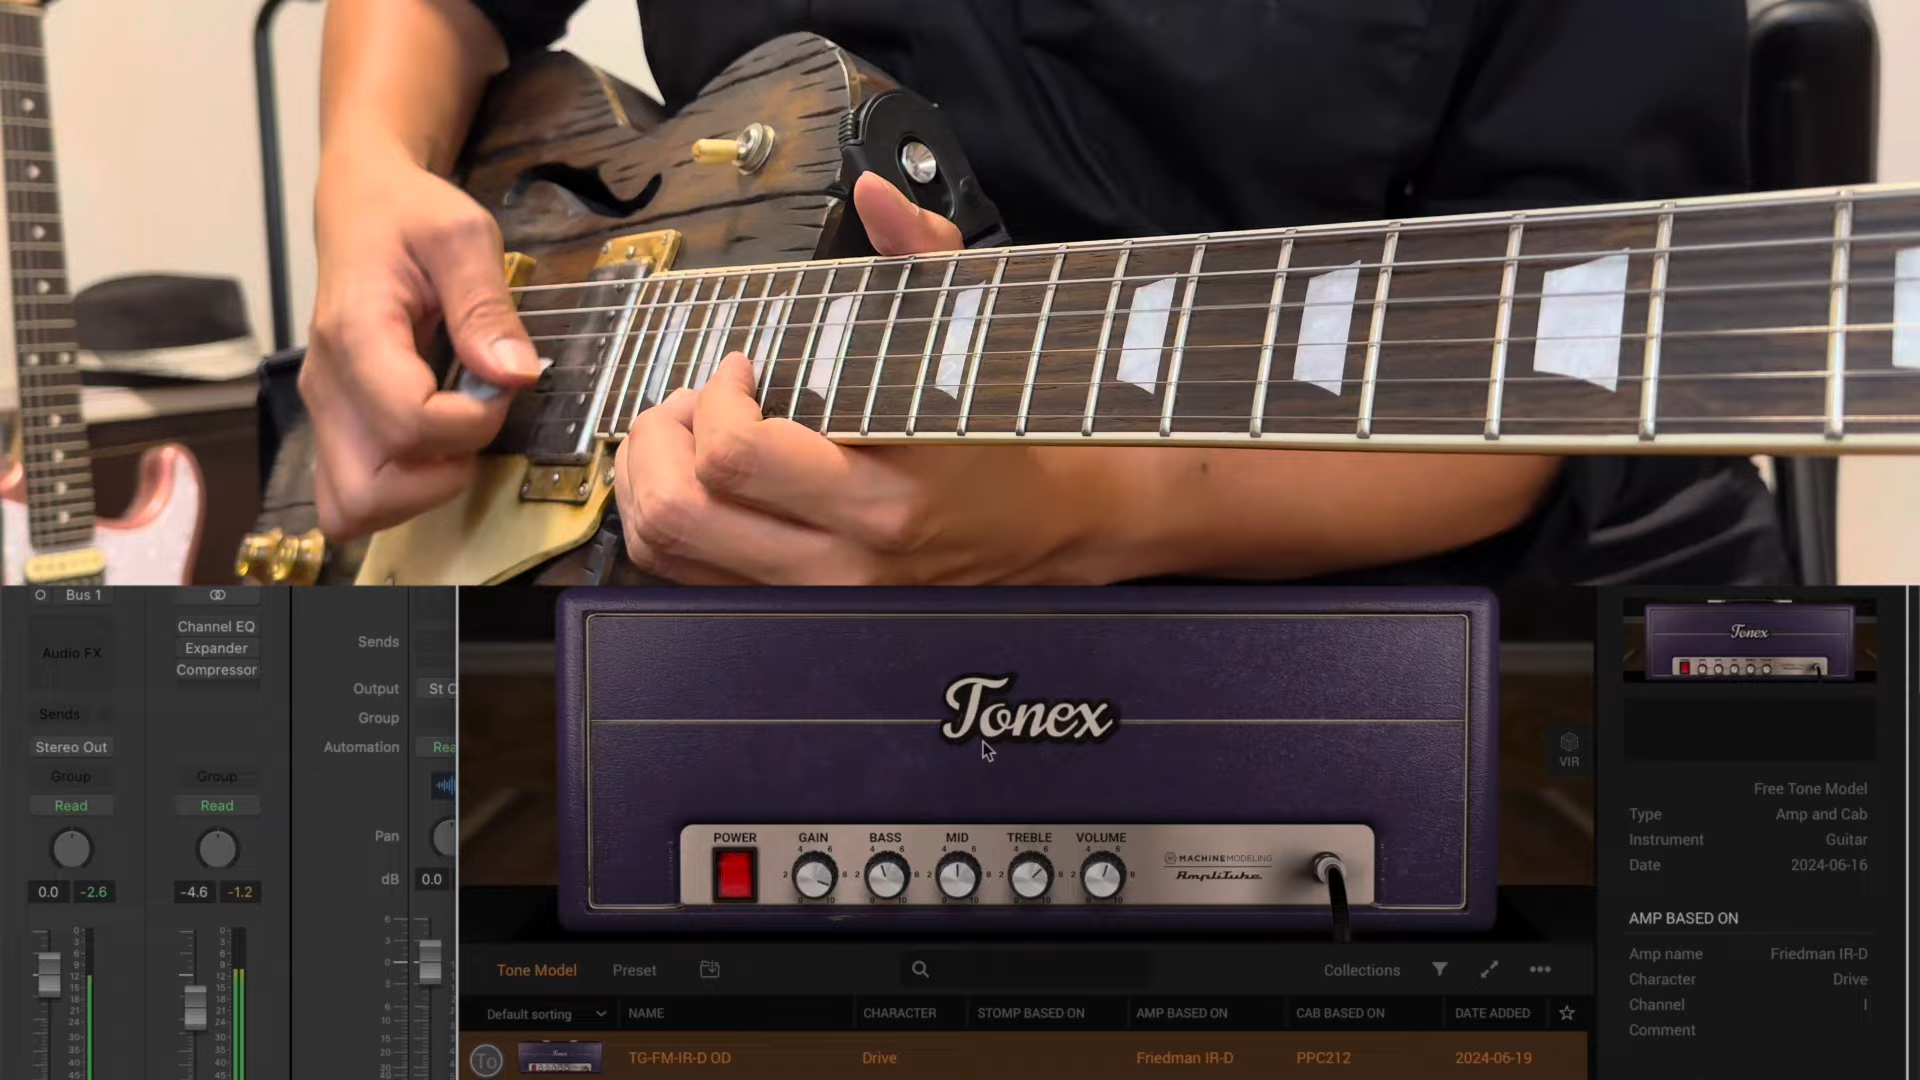 Bus 1
Audio FX
Sends
Stereo Out
Group
Read
0.0 -2.6
Channel EQ
Expander
Compressor
Group
Read
-4.6 -1.2
Sends
Output
Group
Automation
Pan
dB 0.0
Tonex
POWER GAIN BASS MID TREBLE VOLUME
MACHINEMODELING
AmpliTube
VIR
Tonex
Free Tone Model
Type Amp and Cab
Instrument Guitar
Date 2024-06-16
AMP BASED ON
Amp name Friedman IR-D
Character Drive
Channel I
Comment
Tone Model Preset Collections
Default sorting NAME CHARACTER STOMP BASED ON AMP BASED ON CAB BASED ON DATE ADDED
To TG-FM-IR-D OD Drive Friedman IR-D PPC212 2024-06-19